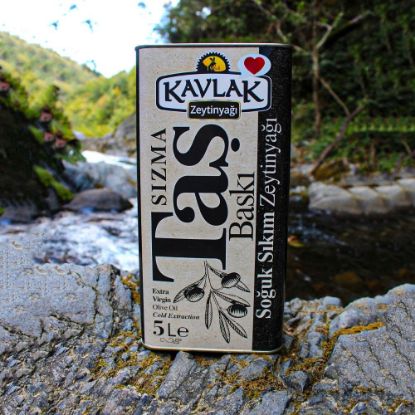 KAVLAK
Zeytinyağı
SIZMA
Taş
Baskı
Soğuk Sıkım Zeytinyağı
Extra
Virgin
Olive Oil
Cold Extraction
5 L e